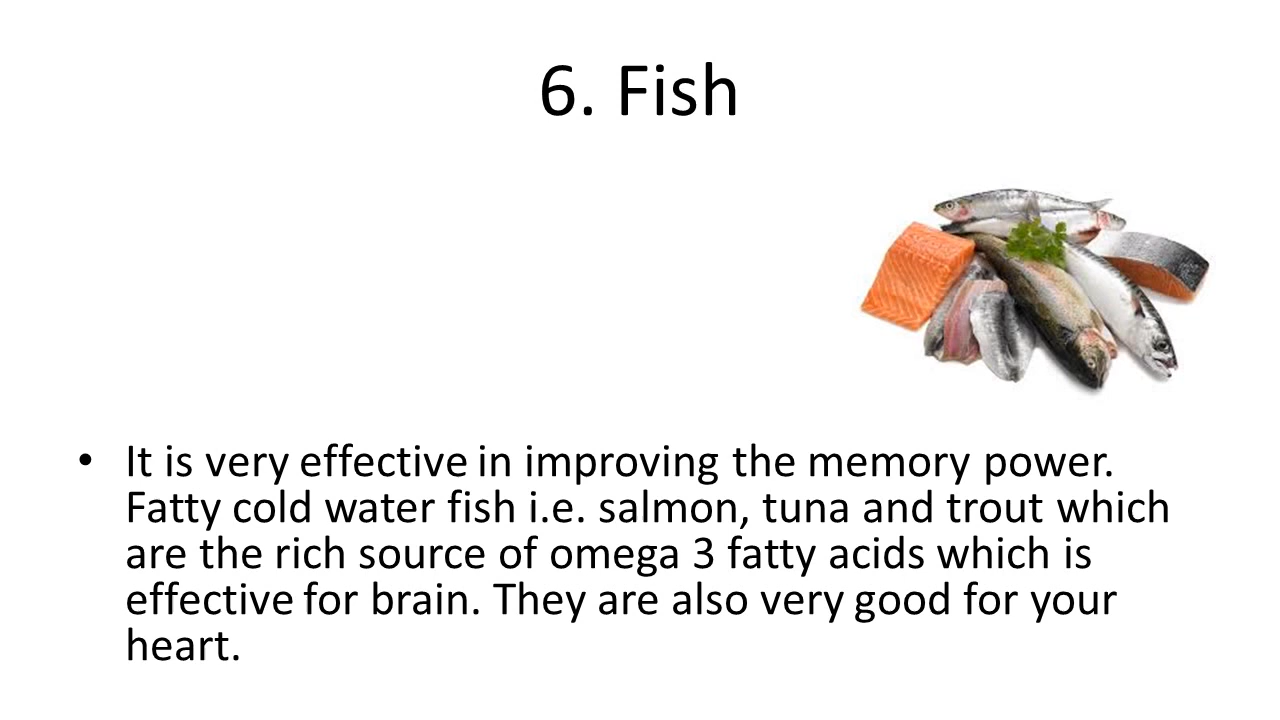 6. Fish
• It is very effective in improving the memory power.
Fatty cold water fish i.e. salmon, tuna and trout which
are the rich source of omega 3 fatty acids which is
effective for brain. They are also very good for your
heart.